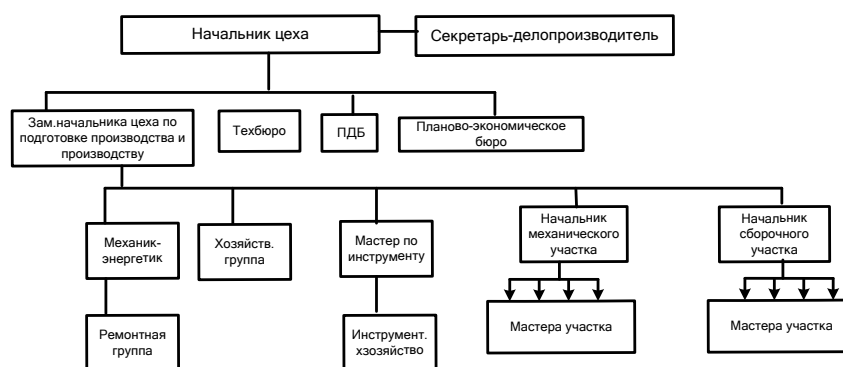 Начальник цеха
Секретарь-делопроизводитель
Зам.начальника цеха по
подготовке производства и
производству
Техбюро
ПДБ
Планово-экономическое
бюро
Механик-
энергетик
Хозяйств.
группа
Мастер по
инструменту
Начальник
механического
участка
Начальник
сборочного
участка
Ремонтная
группа
Инструмент.
хзозяйство
Мастера участка
Мастера участка